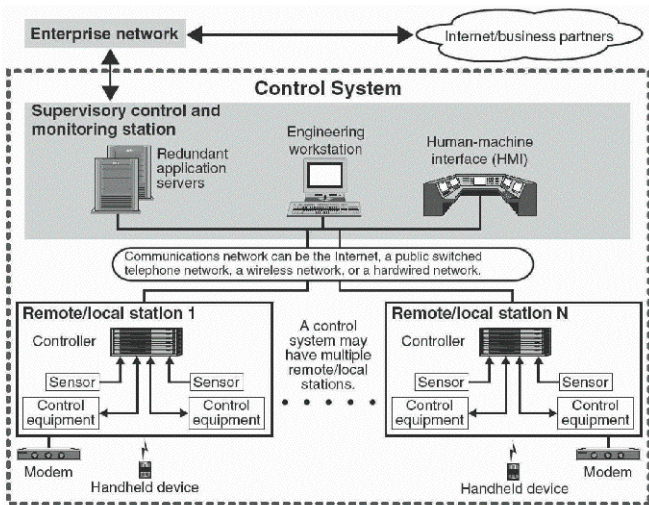 Enterprise network
Internet/business partners
Control System
Supervisory control and
monitoring station
Redundant
application
servers
Engineering
workstation
Human-machine
interface (HMI)
Communications network can be the Internet, a public switched
telephone network, a wireless network, or a hardwired network.
Remote/local station 1
Controller
Sensor
Sensor
Control
equipment
Control
equipment
Modem
Handheld device
A control
system may
have multiple
remote/local
stations.
Remote/local station N
Controller
Sensor
Sensor
Control
equipment
Control
equipment
Handheld device
Modem